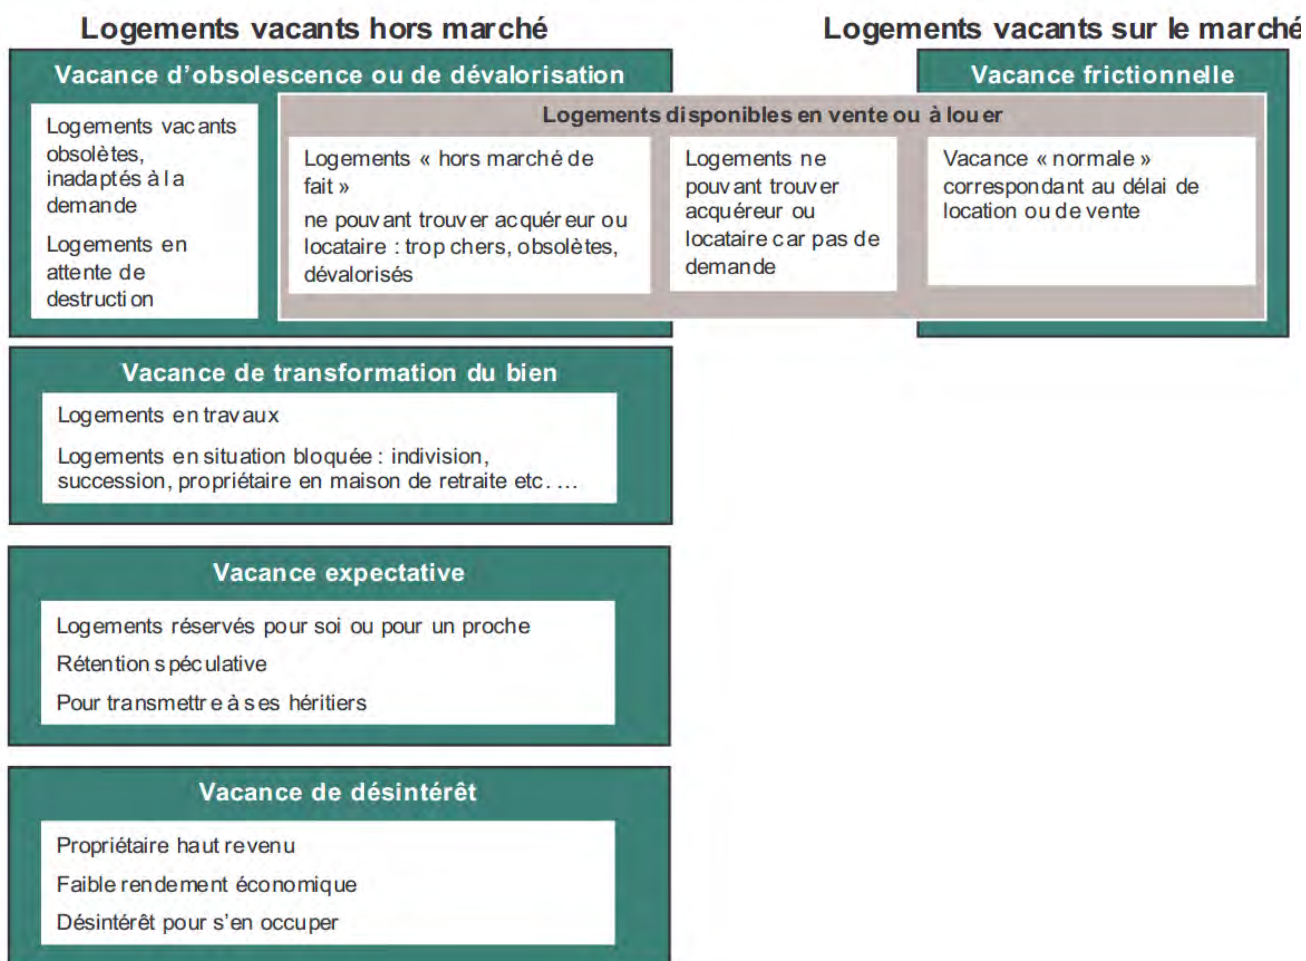 Logements vacants hors marché
Logements vacants sur le marché
Vacance d'obsolescence ou de dévalorisation
Vacance frictionnelle
Logements disponibles en vente ou à louer
Logements vacants
obsolètes,
inadaptés à la
demande
Logements en
attente de
destruction
Logements « hors marché de
fait »
ne pouvant trouver acquéreur ou
locataire : trop chers, obsolètes,
dévalorisés
Logements ne
pouvant trouver
acquéreur ou
locataire car pas de
demande
Vacance « normale »
correspondant au délai de
location ou de vente
Vacance de transformation du bien
Logements en travaux
Logements en situation bloquée : indivision,
succession, propriétaire en maison de retraite etc. ...
Vacance expectative
Logements réservés pour soi ou pour un proche
Rétention spéculative
Pour transmettre à ses héritiers
Vacance de désintérêt
Propriétaire haut revenu
Faible rendement économique
Désintérêt pour s'en occuper